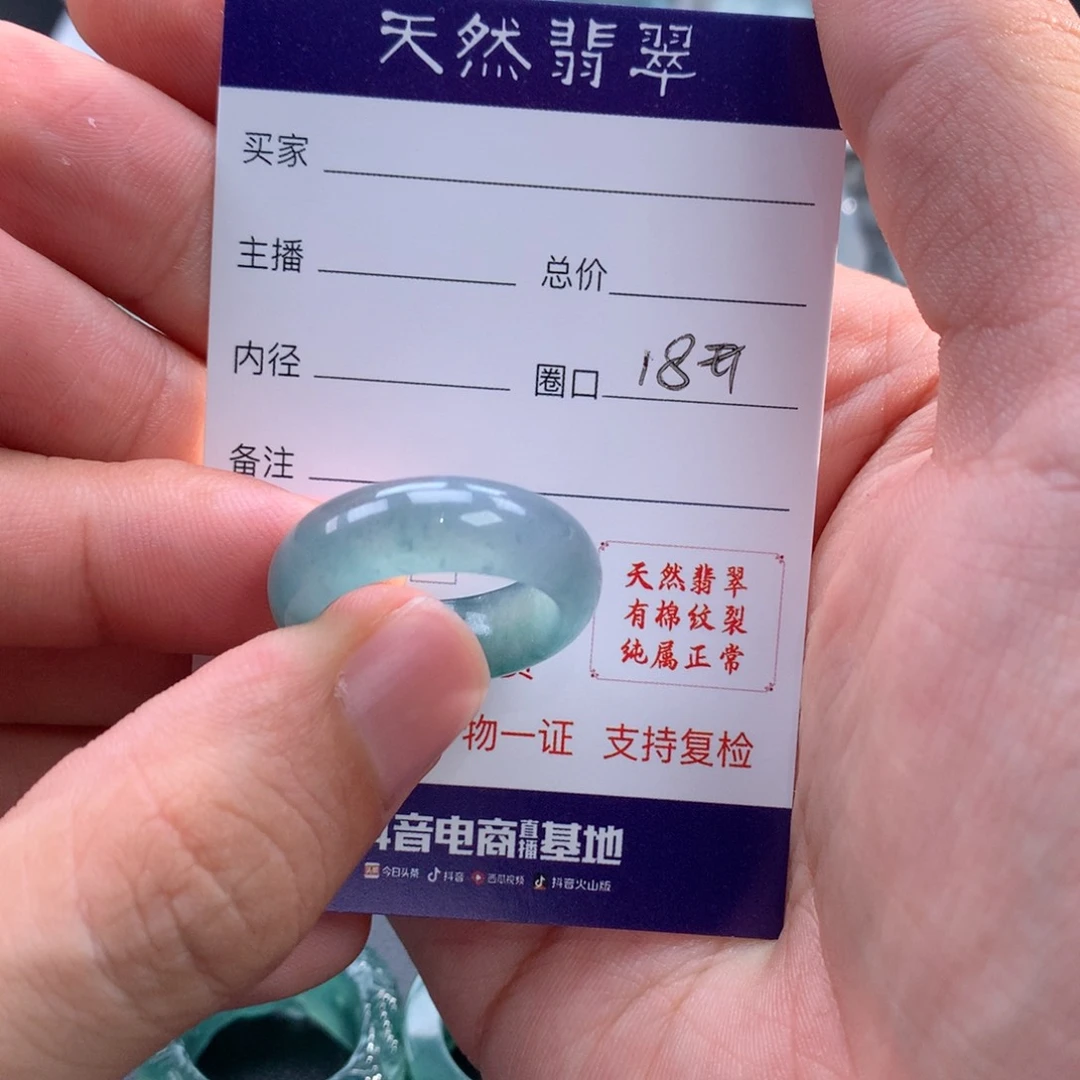 天然翡翠
买家
主播 总价
内径 圈口 18
备注
天然翡翠
有棉纹裂
纯属正常
物一证 支持复检
音电商直播基地
今日头条 抖音 西瓜视频 抖音火山版